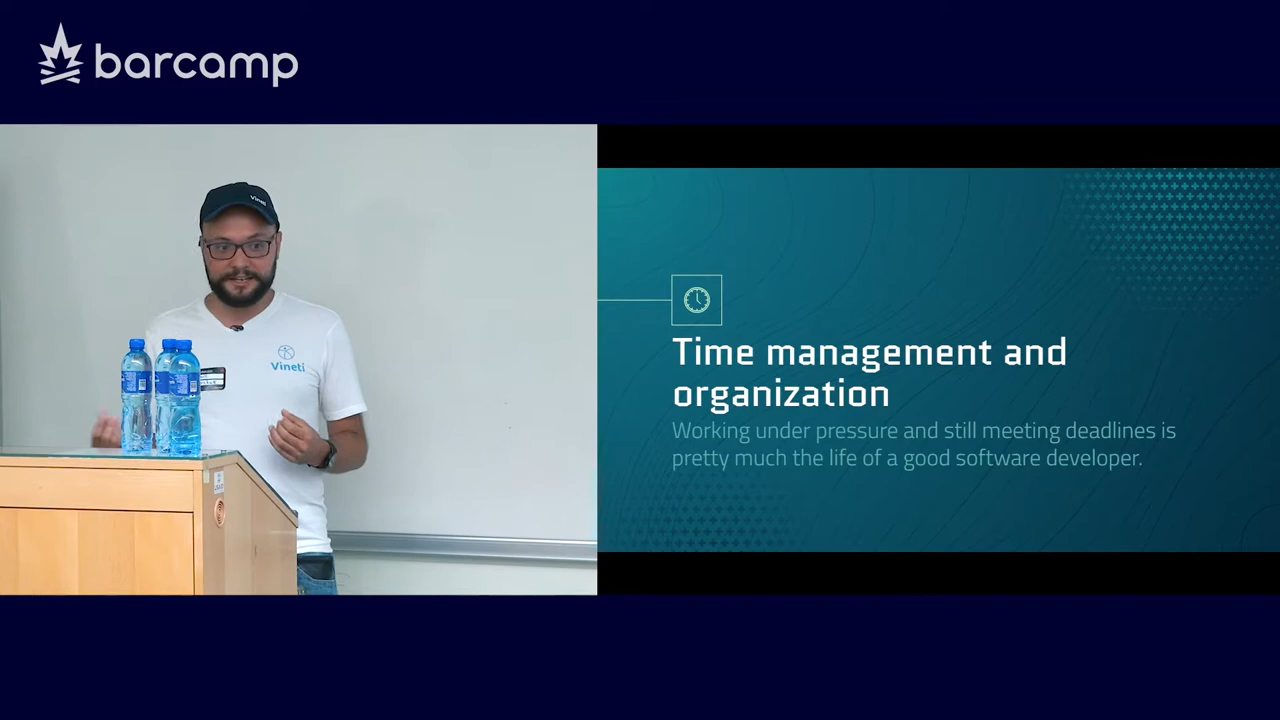 barcamp
Vineti
Vineti
Time management and
organization
Working under pressure and still meeting deadlines is
pretty much the life of a good software developer.